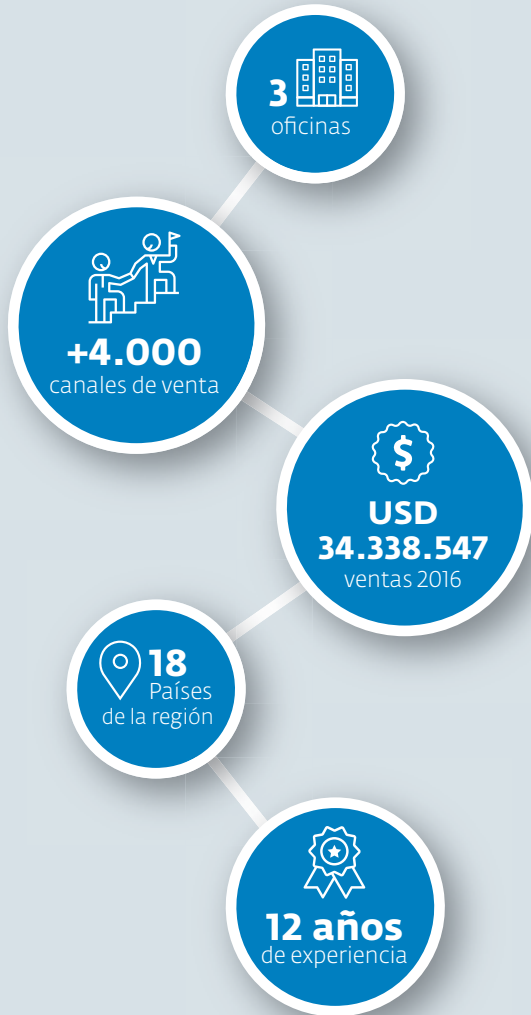 3
oficinas
+4.000
canales de venta
$
USD
34.338.547
ventas 2016
18
Países
de la región
12 años
de experiencia